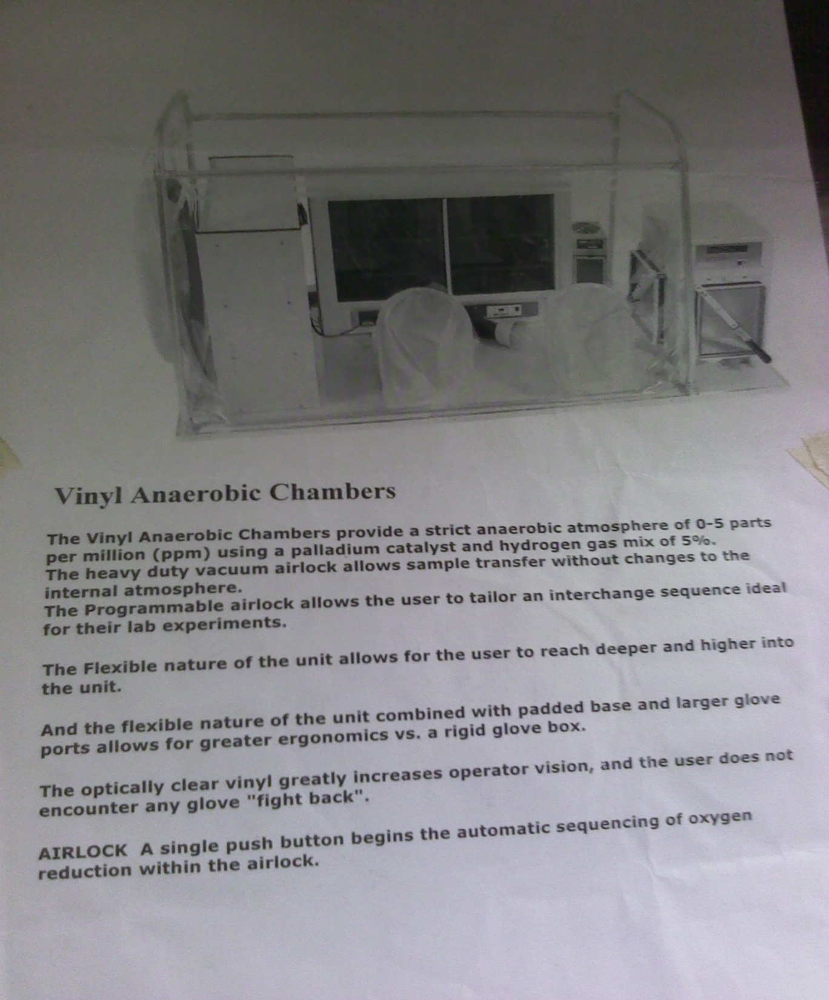 Vinyl Anaerobic Chambers
The Vinyl Anaerobic Chambers provide a strict anaerobic atmosphere of 0-5 parts
per million (ppm) using a palladium catalyst and hydrogen gas mix of 5%.
The heavy duty vacuum airlock allows sample transfer without changes to the
internal atmosphere.
The Programmable airlock allows the user to tailor an interchange sequence ideal
for their lab experiments.
The Flexible nature of the unit allows for the user to reach deeper and higher into
the unit.
And the flexible nature of the unit combined with padded base and larger glove
ports allows for greater ergonomics vs. a rigid glove box.
The optically clear vinyl greatly increases operator vision, and the user does not
encounter any glove "fight back".
AIRLOCK A single push button begins the automatic sequencing of oxygen
reduction within the airlock.